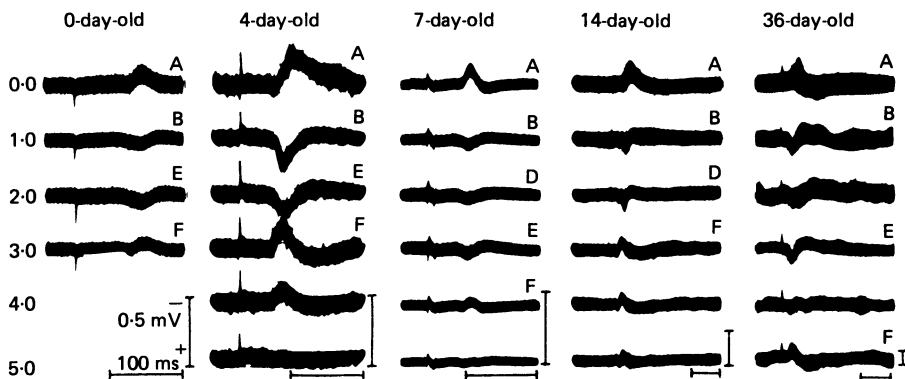 0-day-old 4-day-old 7-day-old 14-day-old 36-day-old
0·0 A A A A A
1·0 B B B B B
2·0 E E D D
3·0 F F E F E
4·0 F
− 0·5 mV
+ 100 ms
5·0 F